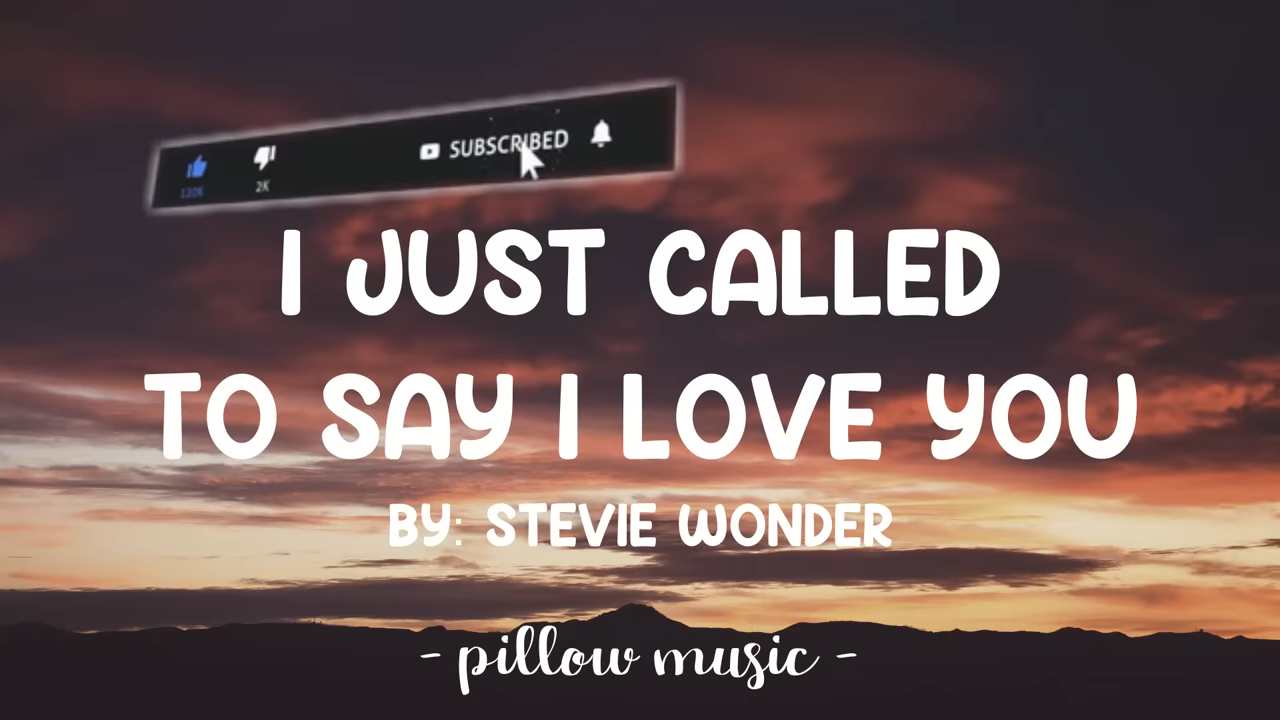 120K 2K SUBSCRIBED
I JUST CALLED
TO SAY I LOVE YOU
BY: STEVIE WONDER
- pillow music -